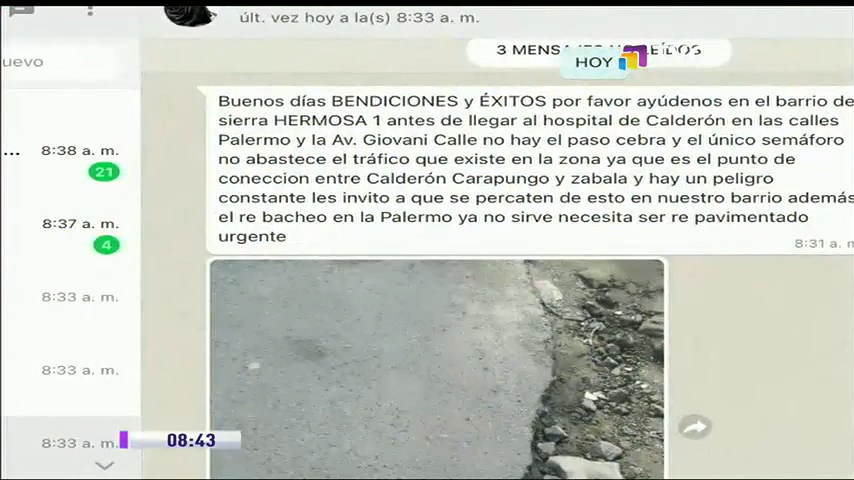 últ. vez hoy a la(s) 8:33 a. m.
uevo
3 MENSAJES
HOY
Buenos días BENDICIONES y ÉXITOS por favor ayúdenos en el barrio de
sierra HERMOSA 1 antes de llegar al hospital de Calderón en las calles
Palermo y la Av. Giovani Calle no hay el paso cebra y el único semáforo
no abastece el tráfico que existe en la zona ya que es el punto de
coneccion entre Calderón Carapungo y zabala y hay un peligro
constante les invito a que se percaten de esto en nuestro barrio además
el re bacheo en la Palermo ya no sirve necesita ser re pavimentado
urgente
8:31 a. m
... 8:38 a. m.
21
8:37 a. m.
4
8:33 a. m.
8:33 a. m.
8:33 a. m.
08:43